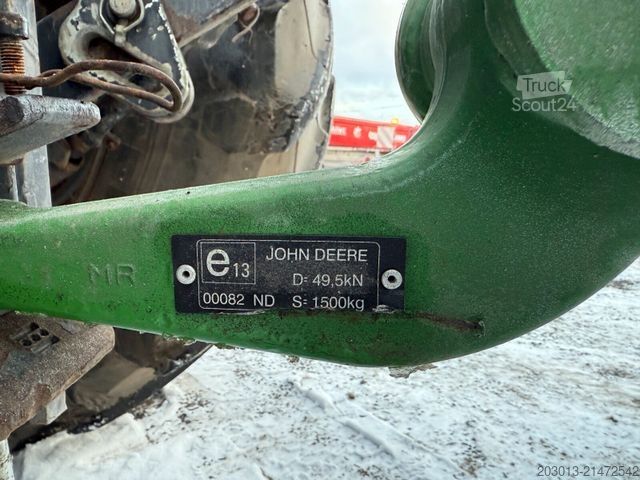 Truck
Scout24
e13 JOHN DEERE
D= 49,5kN
00082 ND S= 1500kg
MR
203013-21472542